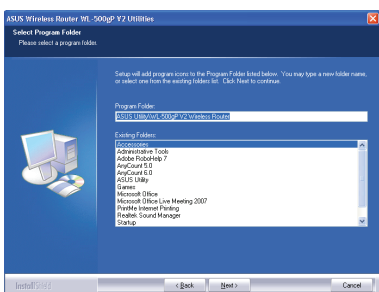 ASUS Wireless Router WL-500gP V2 Utilities
Select Program Folder
Please select a program folder.
Setup will add program icons to the Program Folder listed below. You may type a new folder name,
or select one from the existing folders list. Click Next to continue.
Program Folder:
ASUS Utility\WL-500gP V2 Wireless Router
Existing Folders:
Accessories
Administrative Tools
Adobe RoboHelp 7
AnyCount 5.0
AnyCount 6.0
ASUS Utility
Games
Microsoft Office
Microsoft Office Live Meeting 2007
PrintMe Internet Printing
Realtek Sound Manager
Startup
InstallShield
< Back
Next >
Cancel